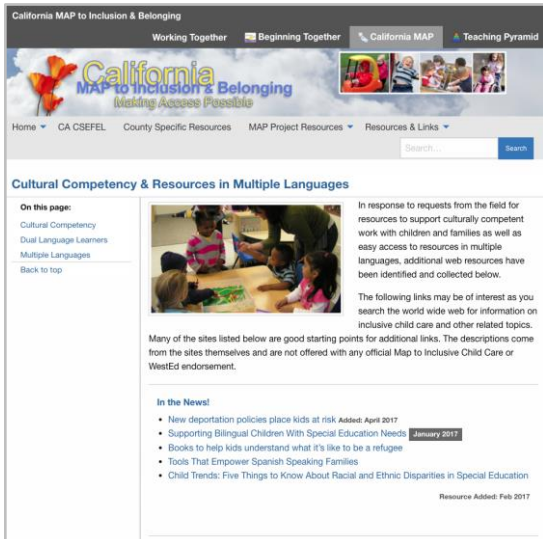 California MAP to Inclusion & Belonging
Working Together Beginning Together California MAP Teaching Pyramid
California
MAP to Inclusion & Belonging
Making Access Possible
Home CA CSEFEL County Specific Resources MAP Project Resources Resources & Links
Search... Search
Cultural Competency & Resources in Multiple Languages
On this page:
Cultural Competency
Dual Language Learners
Multiple Languages
Back to top
In response to requests from the field for
resources to support culturally competent
work with children and families as well as
easy access to resources in multiple
languages, additional web resources have
been identified and collected below.
The following links may be of interest as you
search the world wide web for information on
inclusive child care and other related topics.
Many of the sites listed below are good starting points for additional links. The descriptions come
from the sites themselves and are not offered with any official Map to Inclusive Child Care or
WestEd endorsement.
In the News!
• New deportation policies place kids at risk Added: April 2017
• Supporting Bilingual Children With Special Education Needs January 2017
• Books to help kids understand what it's like to be a refugee
• Tools That Empower Spanish Speaking Families
• Child Trends: Five Things to Know About Racial and Ethnic Disparities in Special Education
Resource Added: Feb 2017